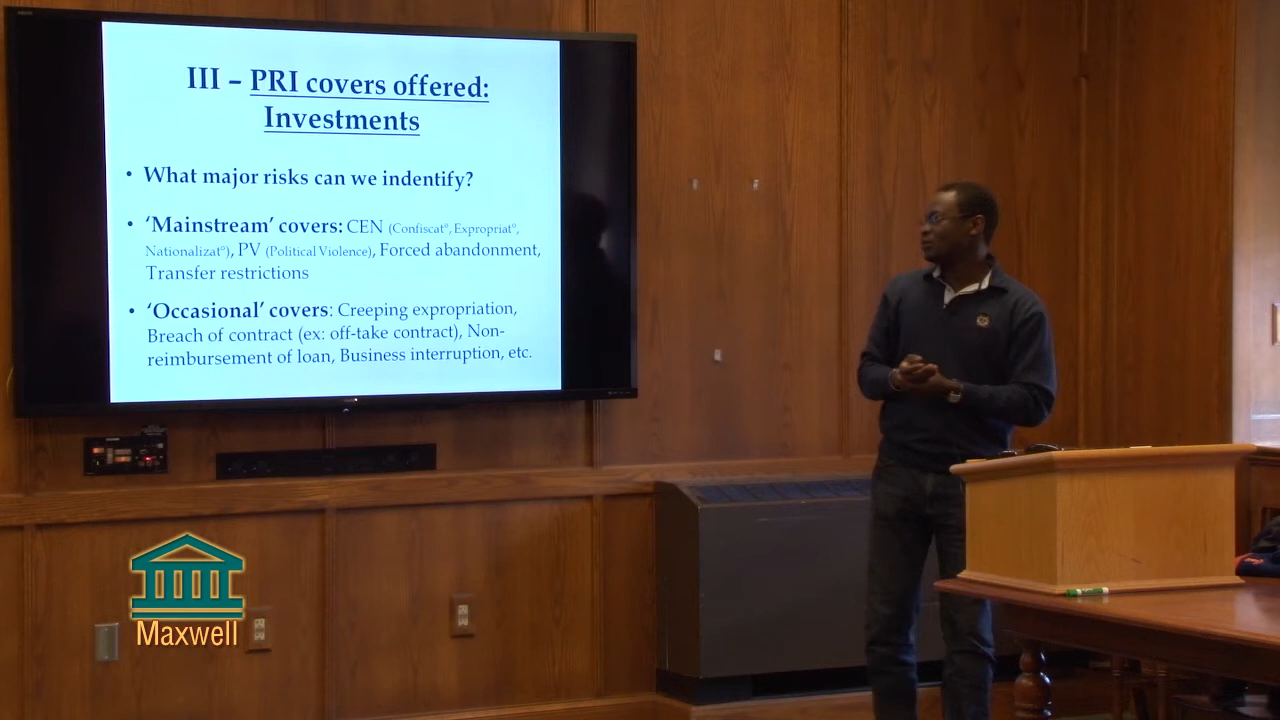 III – PRI covers offered:
Investments
• What major risks can we indentify?
• ‘Mainstream’ covers: CEN (Confiscat°, Expropriat°,
Nationalizat°), PV (Political Violence), Forced abandonment,
Transfer restrictions
• ‘Occasional’ covers: Creeping expropriation,
Breach of contract (ex: off-take contract), Non-
reimbursement of loan, Business interruption, etc.
Maxwell